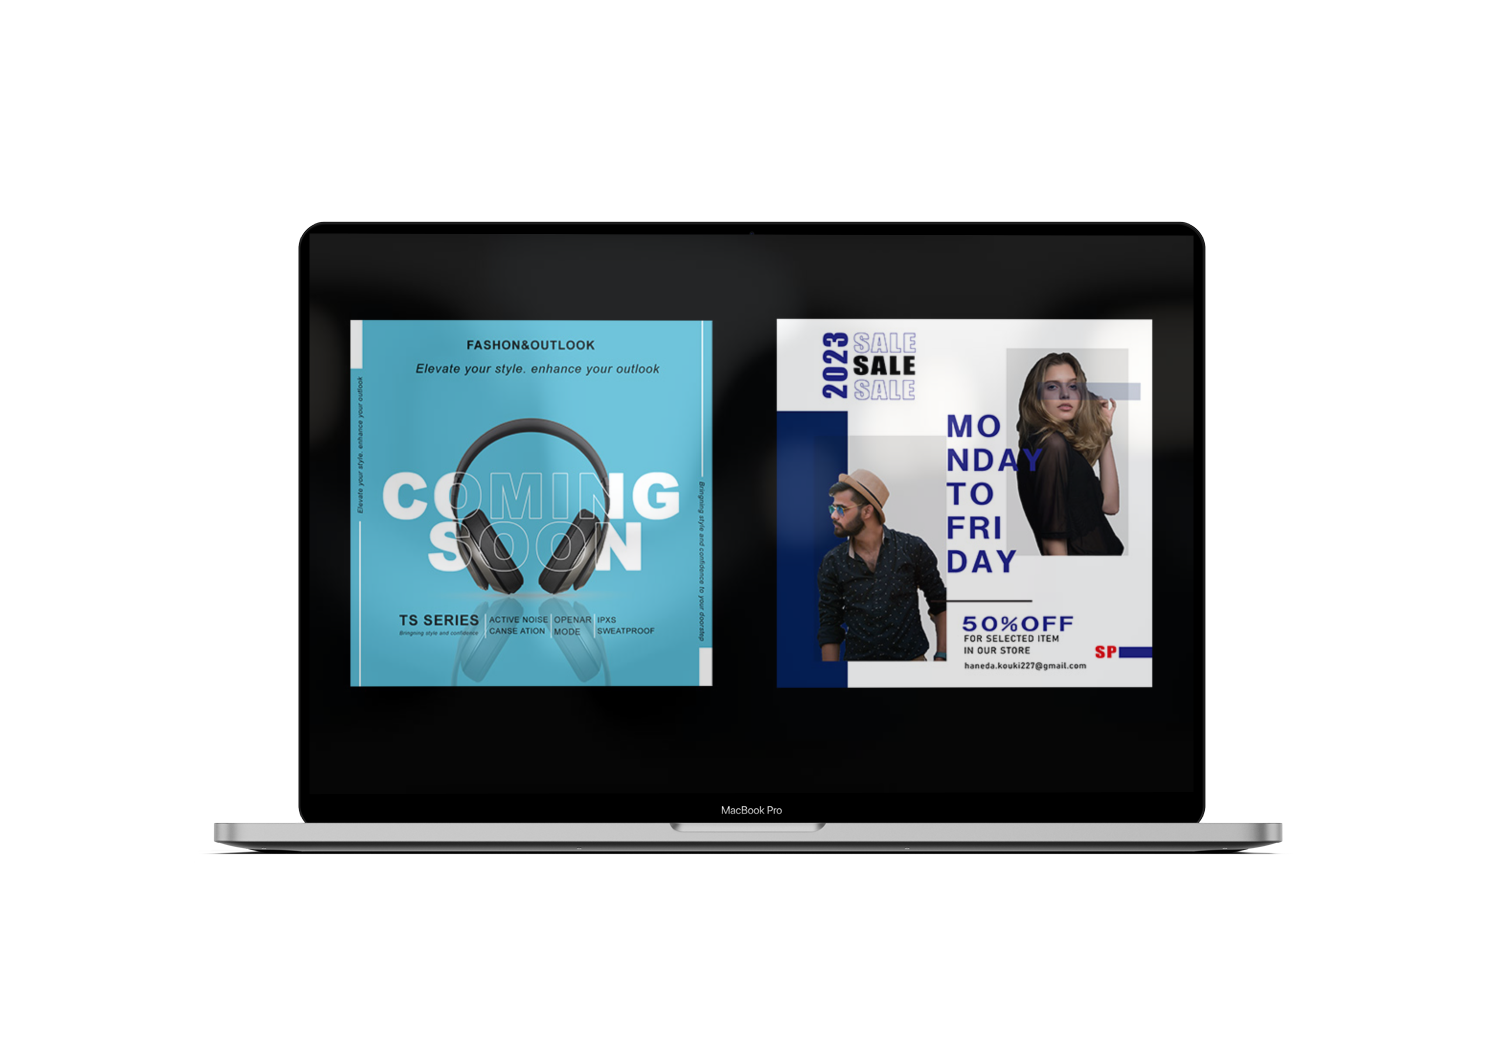 FASHON&OUTLOOK
Elevate your style. enhance your outlook
Elevate your style. enhance your outlook
COMING
SOON
Bringning style and confidence to your doorstep
TS SERIES
Bringning style and confidence
ACTIVE NOISE
CANSE ATION
OPENAR
MODE
IPXS
SWEATPROOF
2023
SALE
SALE
SALE
MO
NDAY
TO
FRI
DAY
50%OFF
FOR SELECTED ITEM
IN OUR STORE
haneda.kouki227@gmail.com
SP
MacBook Pro